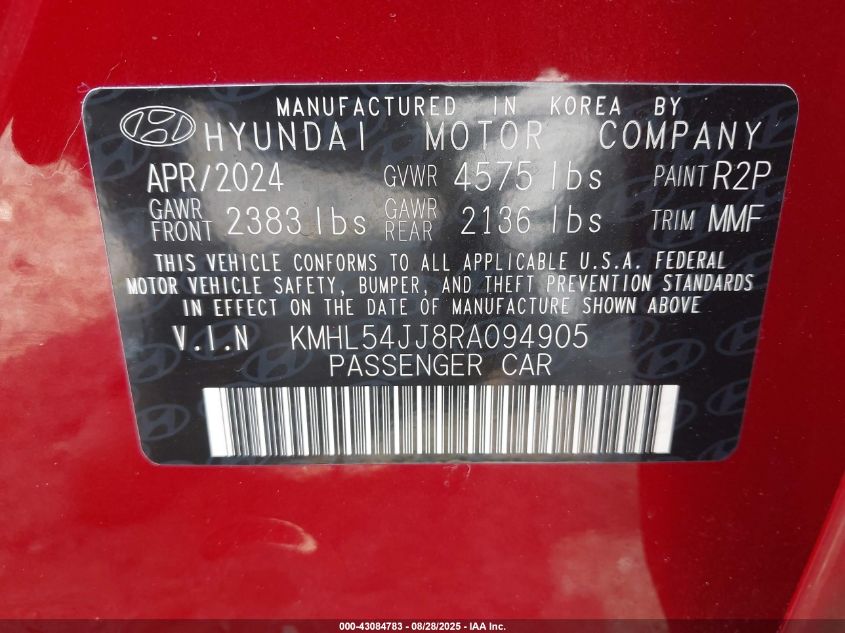 MANUFACTURED IN KOREA BY
HYUNDAI MOTOR COMPANY
APR/2024 GVWR 4575 lbs PAINT R2P
GAWR FRONT 2383 lbs GAWR REAR 2136 lbs TRIM MMF
THIS VEHICLE CONFORMS TO ALL APPLICABLE U.S.A. FEDERAL
MOTOR VEHICLE SAFETY, BUMPER, AND THEFT PREVENTION STANDARDS
IN EFFECT ON THE DATE OF MANUFACTURE SHOWN ABOVE
V.I.N KMHL54JJ8RA094905
PASSENGER CAR
000-43084783 - 08/28/2025 - IAA Inc.